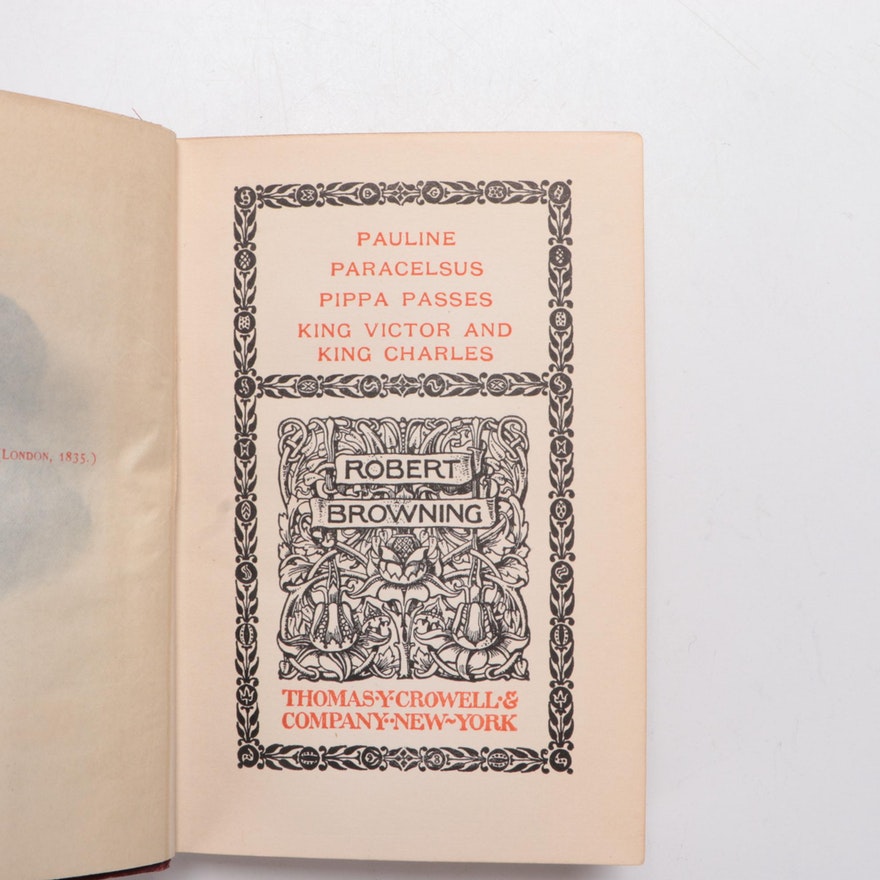 London, 1835.)
PAULINE
PARACELSUS
PIPPA PASSES
KING VICTOR AND
KING CHARLES
ROBERT
BROWNING
THOMAS·Y·CROWELL·&
COMPANY··NEW~YORK